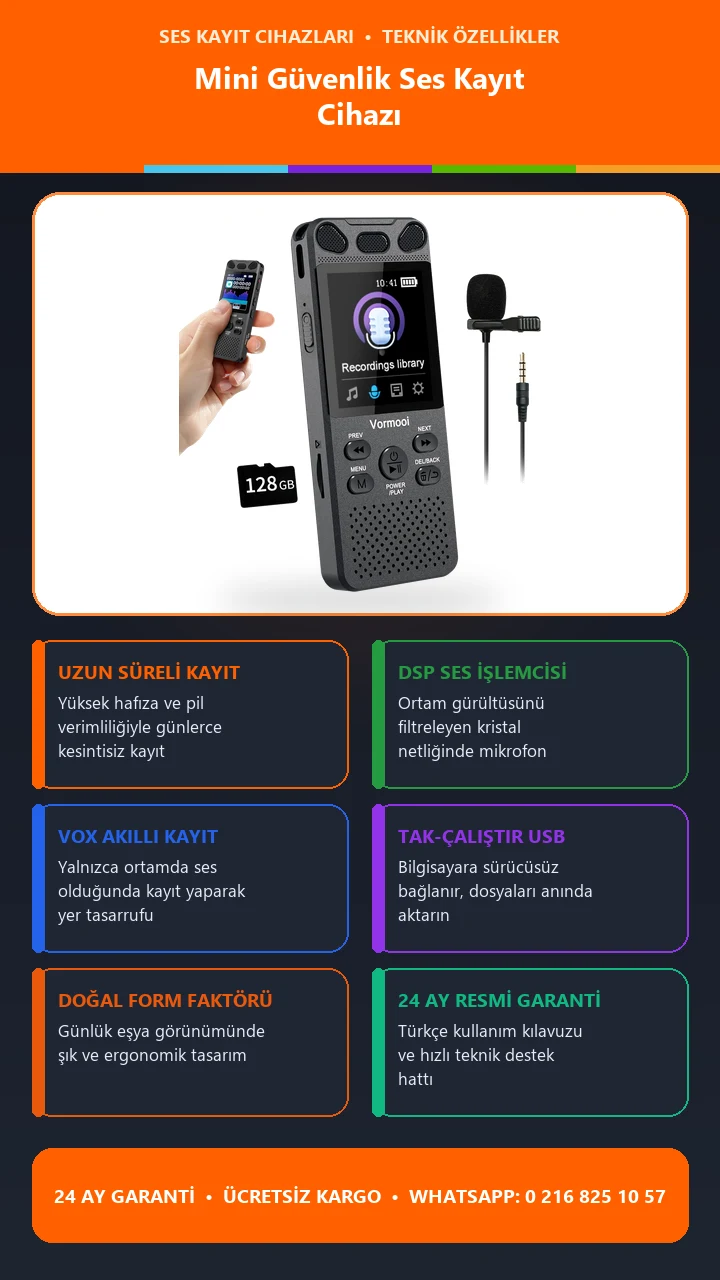 SES KAYIT CIHAZLARI • TEKNİK ÖZELLİKLER
Mini Güvenlik Ses Kayıt
Cihazı
10:41
Recordings library
Vormooi
PREV
NEXT
MENU
DEL/BACK
M
POWER
/PLAY
128GB
UZUN SÜRELİ KAYIT
Yüksek hafıza ve pil
verimliliğiyle günlerce
kesintisiz kayıt
DSP SES İŞLEMCİSİ
Ortam gürültüsünü
filtreleyen kristal
netliğinde mikrofon
VOX AKILLI KAYIT
Yalnızca ortamda ses
olduğunda kayıt yaparak
yer tasarrufu
TAK-ÇALIŞTIR USB
Bilgisayara sürücüsüz
bağlanır, dosyaları anında
aktarın
DOĞAL FORM FAKTÖRÜ
Günlük eşya görünümünde
şık ve ergonomik tasarım
24 AY RESMİ GARANTİ
Türkçe kullanım kılavuzu
ve hızlı teknik destek
hattı
24 AY GARANTİ • ÜCRETSİZ KARGO • WHATSAPP: 0 216 825 10 57